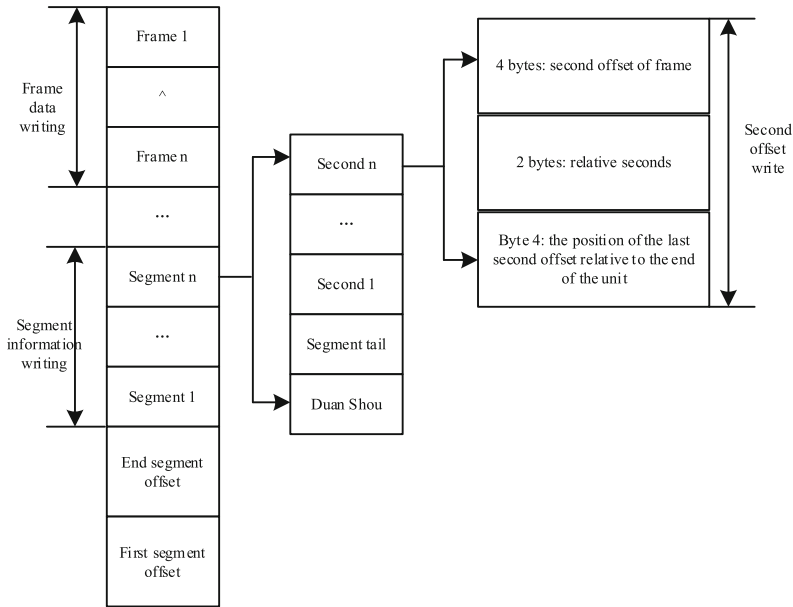 Frame
data
writing
Segment
information
writing
Frame 1
^
Frame n
...
Segment n
...
Segment 1
End segment
offset
First segment
offset
Second n
...
Second 1
Segment tail
Duan Shou
4 bytes: second offset of frame
2 bytes: relative seconds
Byte 4: the position of the last
second offset relative to the end
of the unit
Second
offset
write